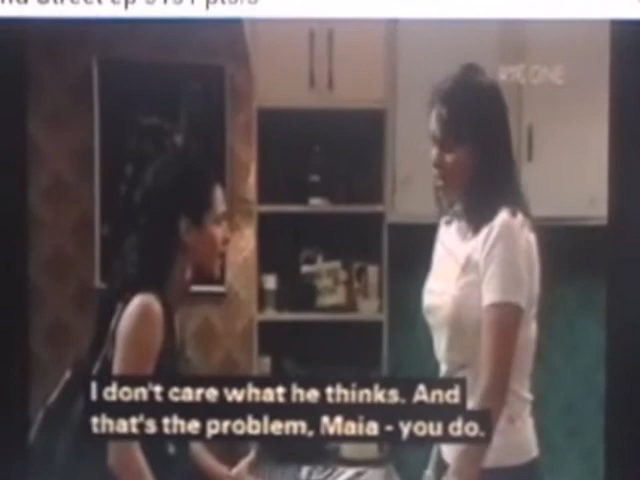 RTÉ ONE
I don't care what he thinks. And
that's the problem, Maia - you do.